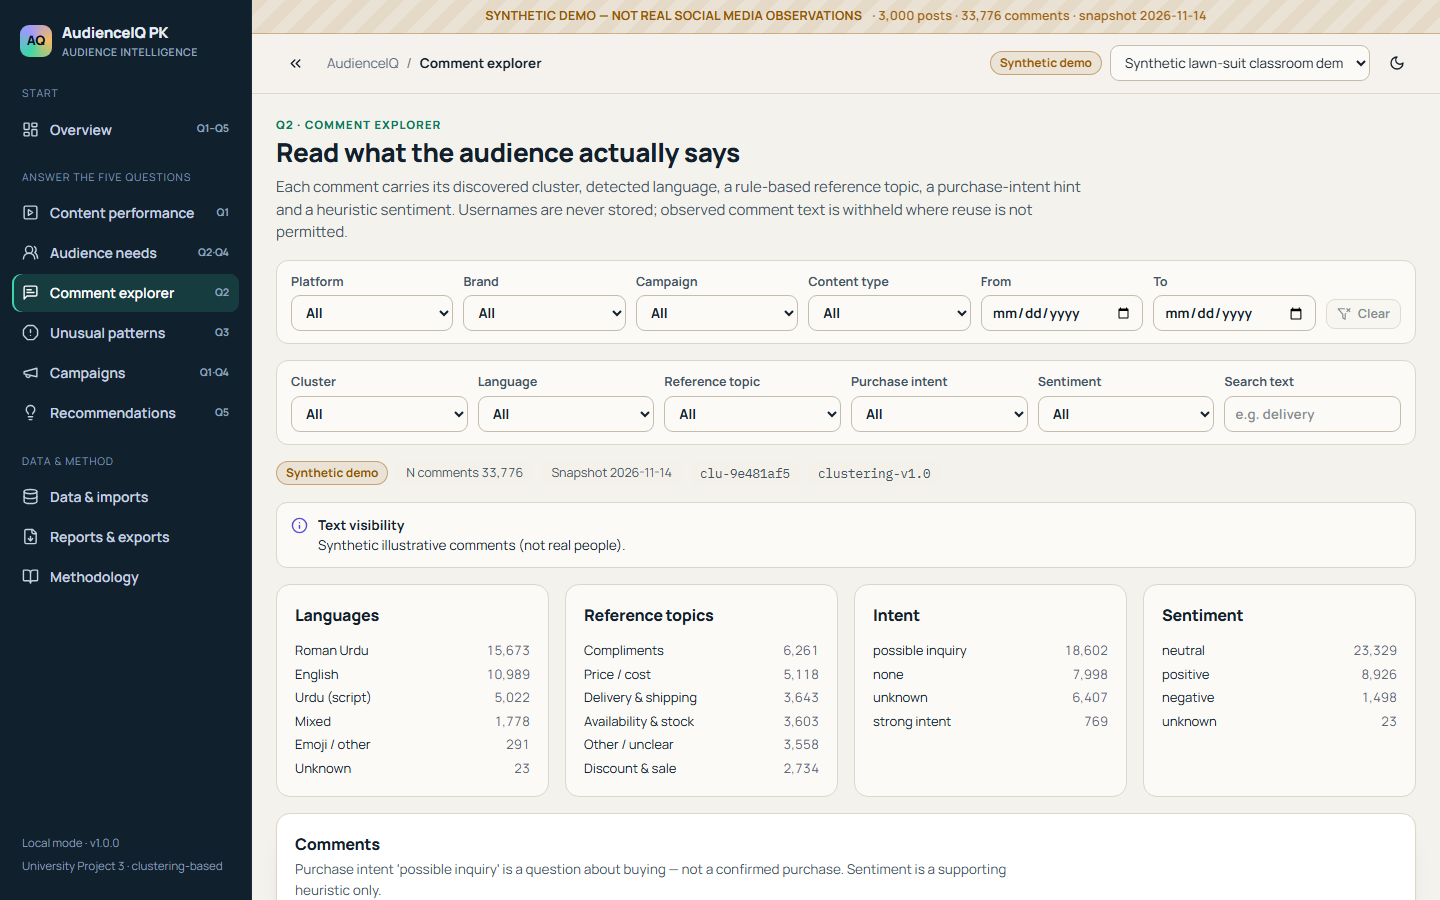 AQ
AudienceIQ PK
AUDIENCE INTELLIGENCE
START
Overview Q1–Q5
ANSWER THE FIVE QUESTIONS
Content performance Q1
Audience needs Q2·Q4
Comment explorer Q2
Unusual patterns Q3
Campaigns Q1·Q4
Recommendations Q5
DATA & METHOD
Data & imports
Reports & exports
Methodology
Local mode · v1.0.0
University Project 3 · clustering-based
SYNTHETIC DEMO — NOT REAL SOCIAL MEDIA OBSERVATIONS · 3,000 posts · 33,776 comments · snapshot 2026-11-14
AudienceIQ / Comment explorer
Synthetic demo
Synthetic lawn-suit classroom dem
Q2 · COMMENT EXPLORER
Read what the audience actually says
Each comment carries its discovered cluster, detected language, a rule-based reference topic, a purchase-intent hint
and a heuristic sentiment. Usernames are never stored; observed comment text is withheld where reuse is not
permitted.
Platform Brand Campaign Content type From To
All All All All mm/dd/yyyy mm/dd/yyyy Clear
Cluster Language Reference topic Purchase intent Sentiment Search text
All All All All All e.g. delivery
Synthetic demo N comments 33,776 Snapshot 2026-11-14 clu-9e481af5 clustering-v1.0
Text visibility
Synthetic illustrative comments (not real people).
Languages
Roman Urdu 15,673
English 10,989
Urdu (script) 5,022
Mixed 1,778
Emoji / other 291
Unknown 23
Reference topics
Compliments 6,261
Price / cost 5,118
Delivery & shipping 3,643
Availability & stock 3,603
Other / unclear 3,558
Discount & sale 2,734
Intent
possible inquiry 18,602
none 7,998
unknown 6,407
strong intent 769
Sentiment
neutral 23,329
positive 8,926
negative 1,498
unknown 23
Comments
Purchase intent 'possible inquiry' is a question about buying — not a confirmed purchase. Sentiment is a supporting
heuristic only.